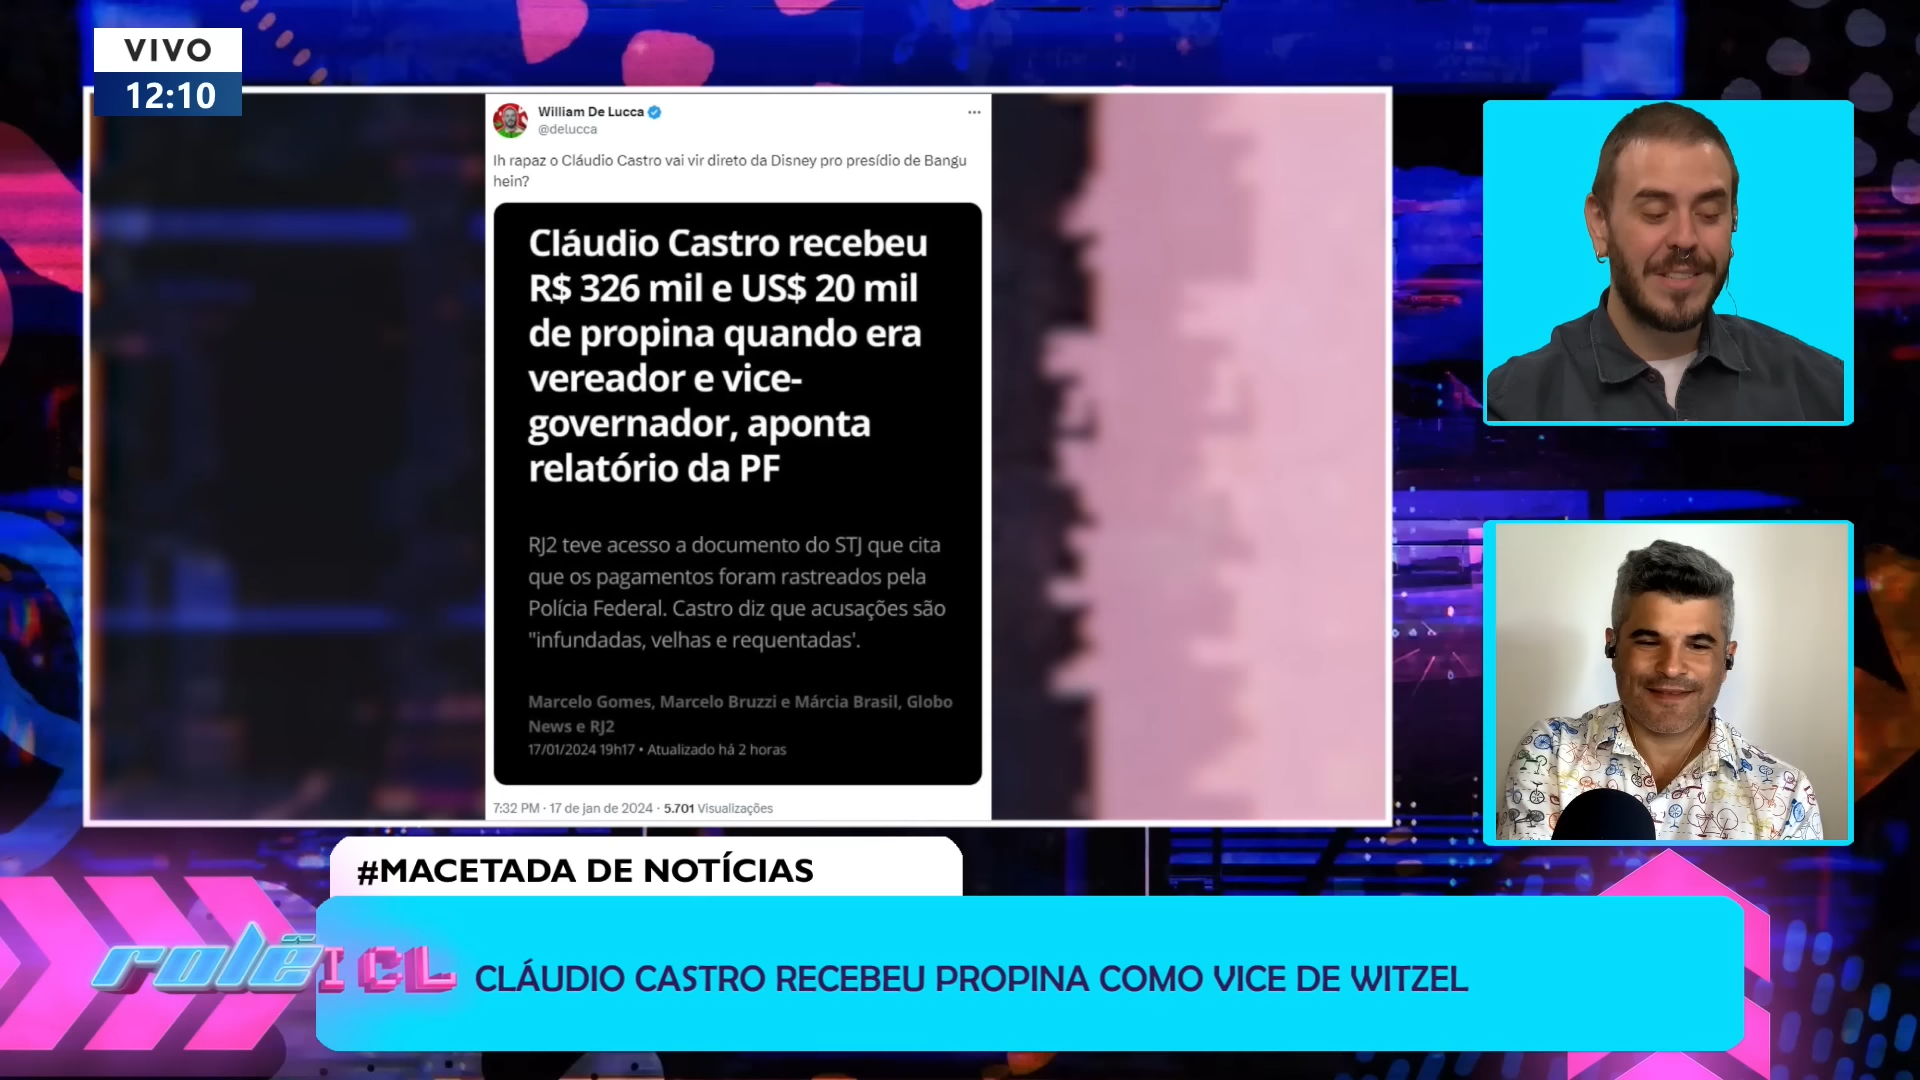 VIVO
12:10
William De Lucca
@delucca
Ih rapaz o Cláudio Castro vai vir direto da Disney pro presídio de Bangu
hein?
Cláudio Castro recebeu
R$ 326 mil e US$ 20 mil
de propina quando era
vereador e vice-
governador, aponta
relatório da PF
RJ2 teve acesso a documento do STJ que cita
que os pagamentos foram rastreados pela
Polícia Federal. Castro diz que acusações são
"infundadas, velhas e requentadas'.
Marcelo Gomes, Marcelo Bruzzi e Márcia Brasil, Globo
News e RJ2
17/01/2024 19h17 • Atualizado há 2 horas
7:32 PM · 17 de jan de 2024 · 5.701 Visualizações
#MACETADA DE NOTÍCIAS
rolê ICL
CLÁUDIO CASTRO RECEBEU PROPINA COMO VICE DE WITZEL